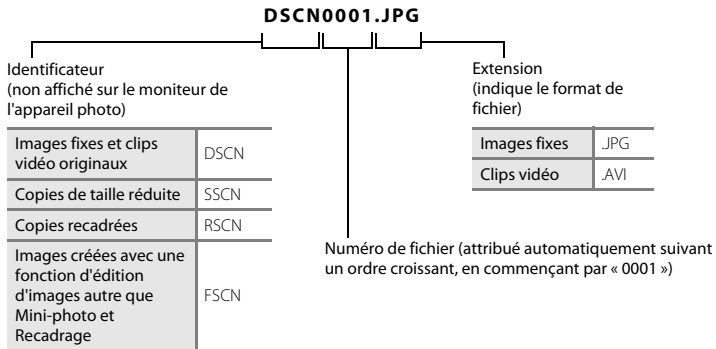 DSCN0001.JPG
Identificateur
(non affiché sur le moniteur de
l'appareil photo)
Images fixes et clips
vidéo originaux
DSCN
Copies de taille réduite
SSCN
Copies recadrées
RSCN
Images créées avec une
fonction d'édition
d'images autre que
Mini-photo et
Recadrage
FSCN
Extension
(indique le format de
fichier)
Images fixes
.JPG
Clips vidéo
.AVI
Numéro de fichier (attribué automatiquement suivant
un ordre croissant, en commençant par « 0001 »)